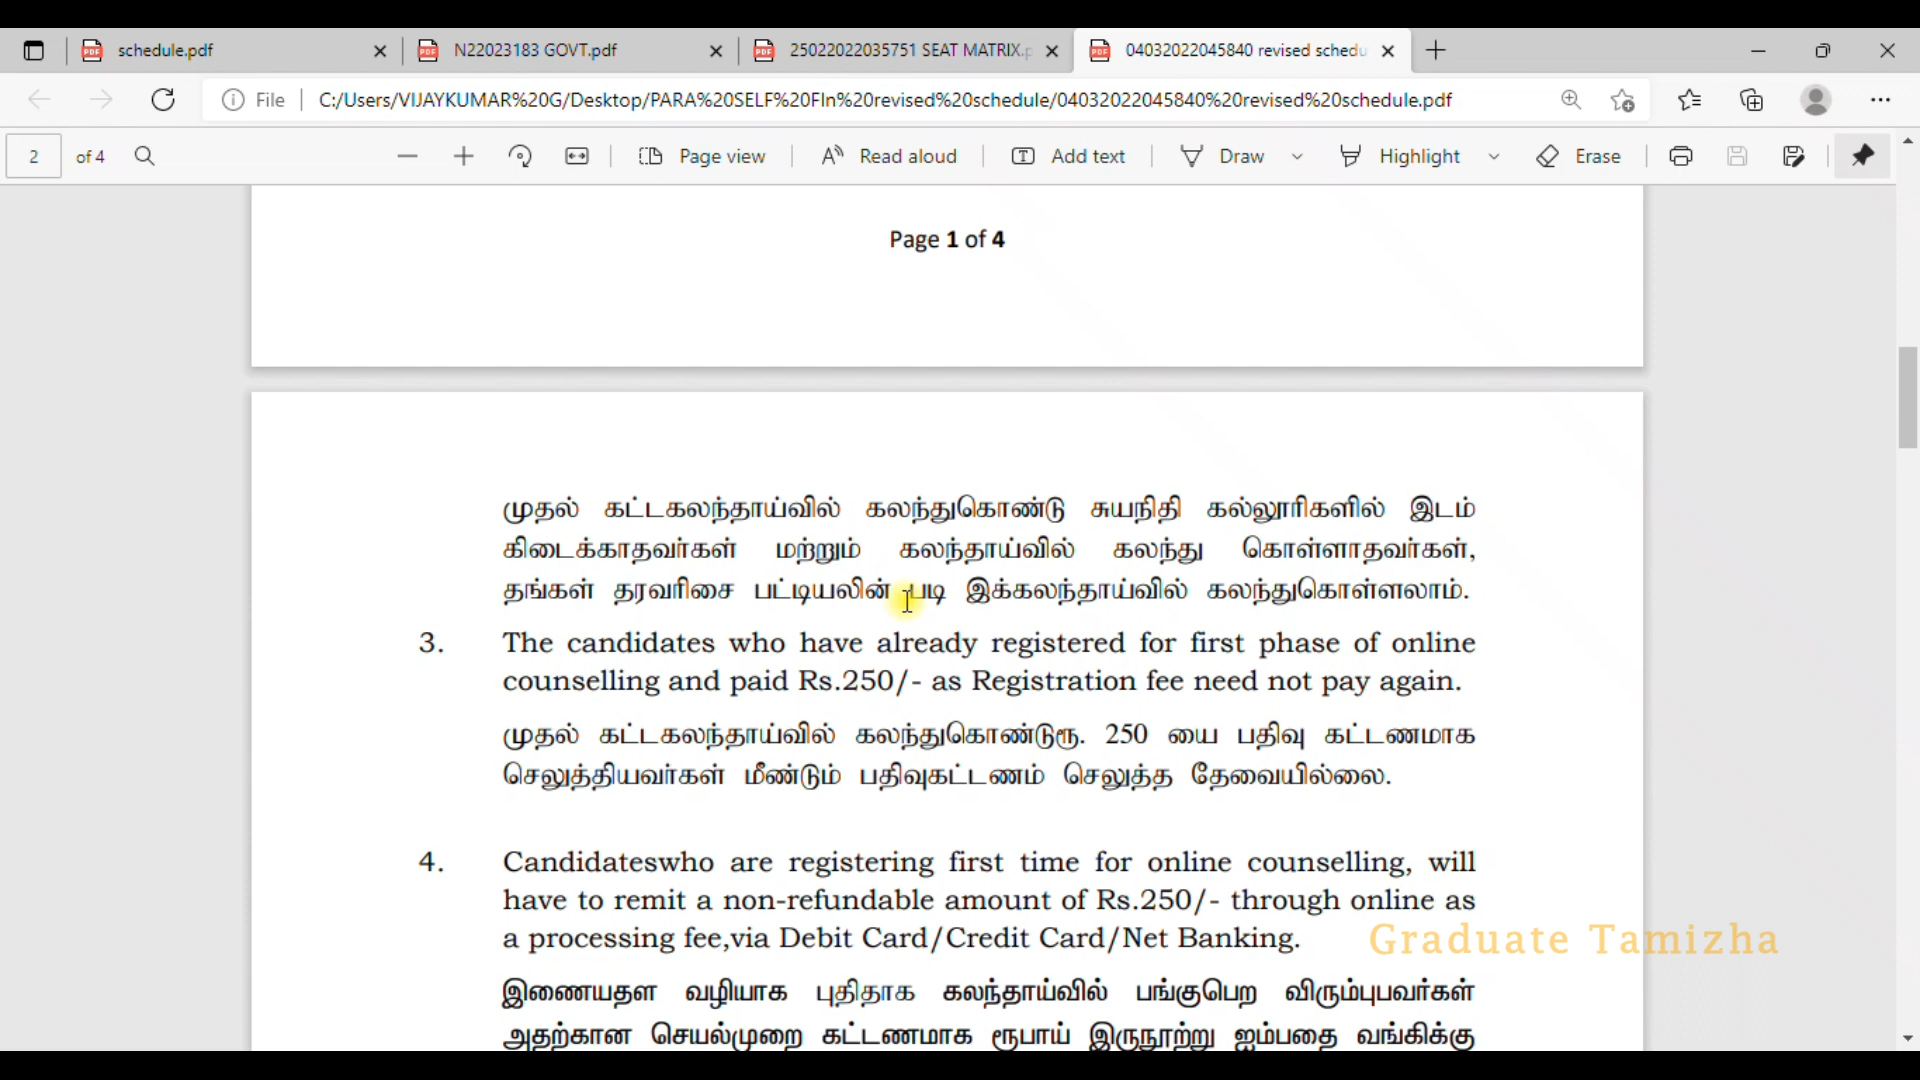 schedule.pdf
N22023183 GOVT.pdf
25022022035751 SEAT MATRIX.p
04032022045840 revised schedu
File
C:/Users/VIJAYKUMAR%20G/Desktop/PARA%20SELF%20FIn%20revised%20schedule/04032022045840%20revised%20schedule.pdf
2 of 4
Page view
Read aloud
Add text
Draw
Highlight
Erase
Page 1 of 4
முதல் கட்டகலந்தாய்வில் கலந்துகொண்டு சுயநிதி கல்லூரிகளில் இடம்
கிடைக்காதவர்கள் மற்றும் கலந்தாய்வில் கலந்து கொள்ளாதவர்கள்,
தங்கள் தரவரிசை பட்டியலின் படி இக்கலந்தாய்வில் கலந்துகொள்ளலாம்.
3. The candidates who have already registered for first phase of online
counselling and paid Rs.250/- as Registration fee need not pay again.
முதல் கட்டகலந்தாய்வில் கலந்துகொண்டுரூ. 250 யை பதிவு கட்டணமாக
செலுத்தியவர்கள் மீண்டும் பதிவுகட்டணம் செலுத்த தேவையில்லை.
4. Candidateswho are registering first time for online counselling, will
have to remit a non-refundable amount of Rs.250/- through online as
a processing fee,via Debit Card/Credit Card/Net Banking.
Graduate Tamizha
இணையதள வழியாக புதிதாக கலந்தாய்வில் பங்குபெற விரும்புபவர்கள்
அதற்கான செயல்முறை கட்டணமாக ரூபாய் இருநூற்று ஐம்பதை வங்கிக்கு